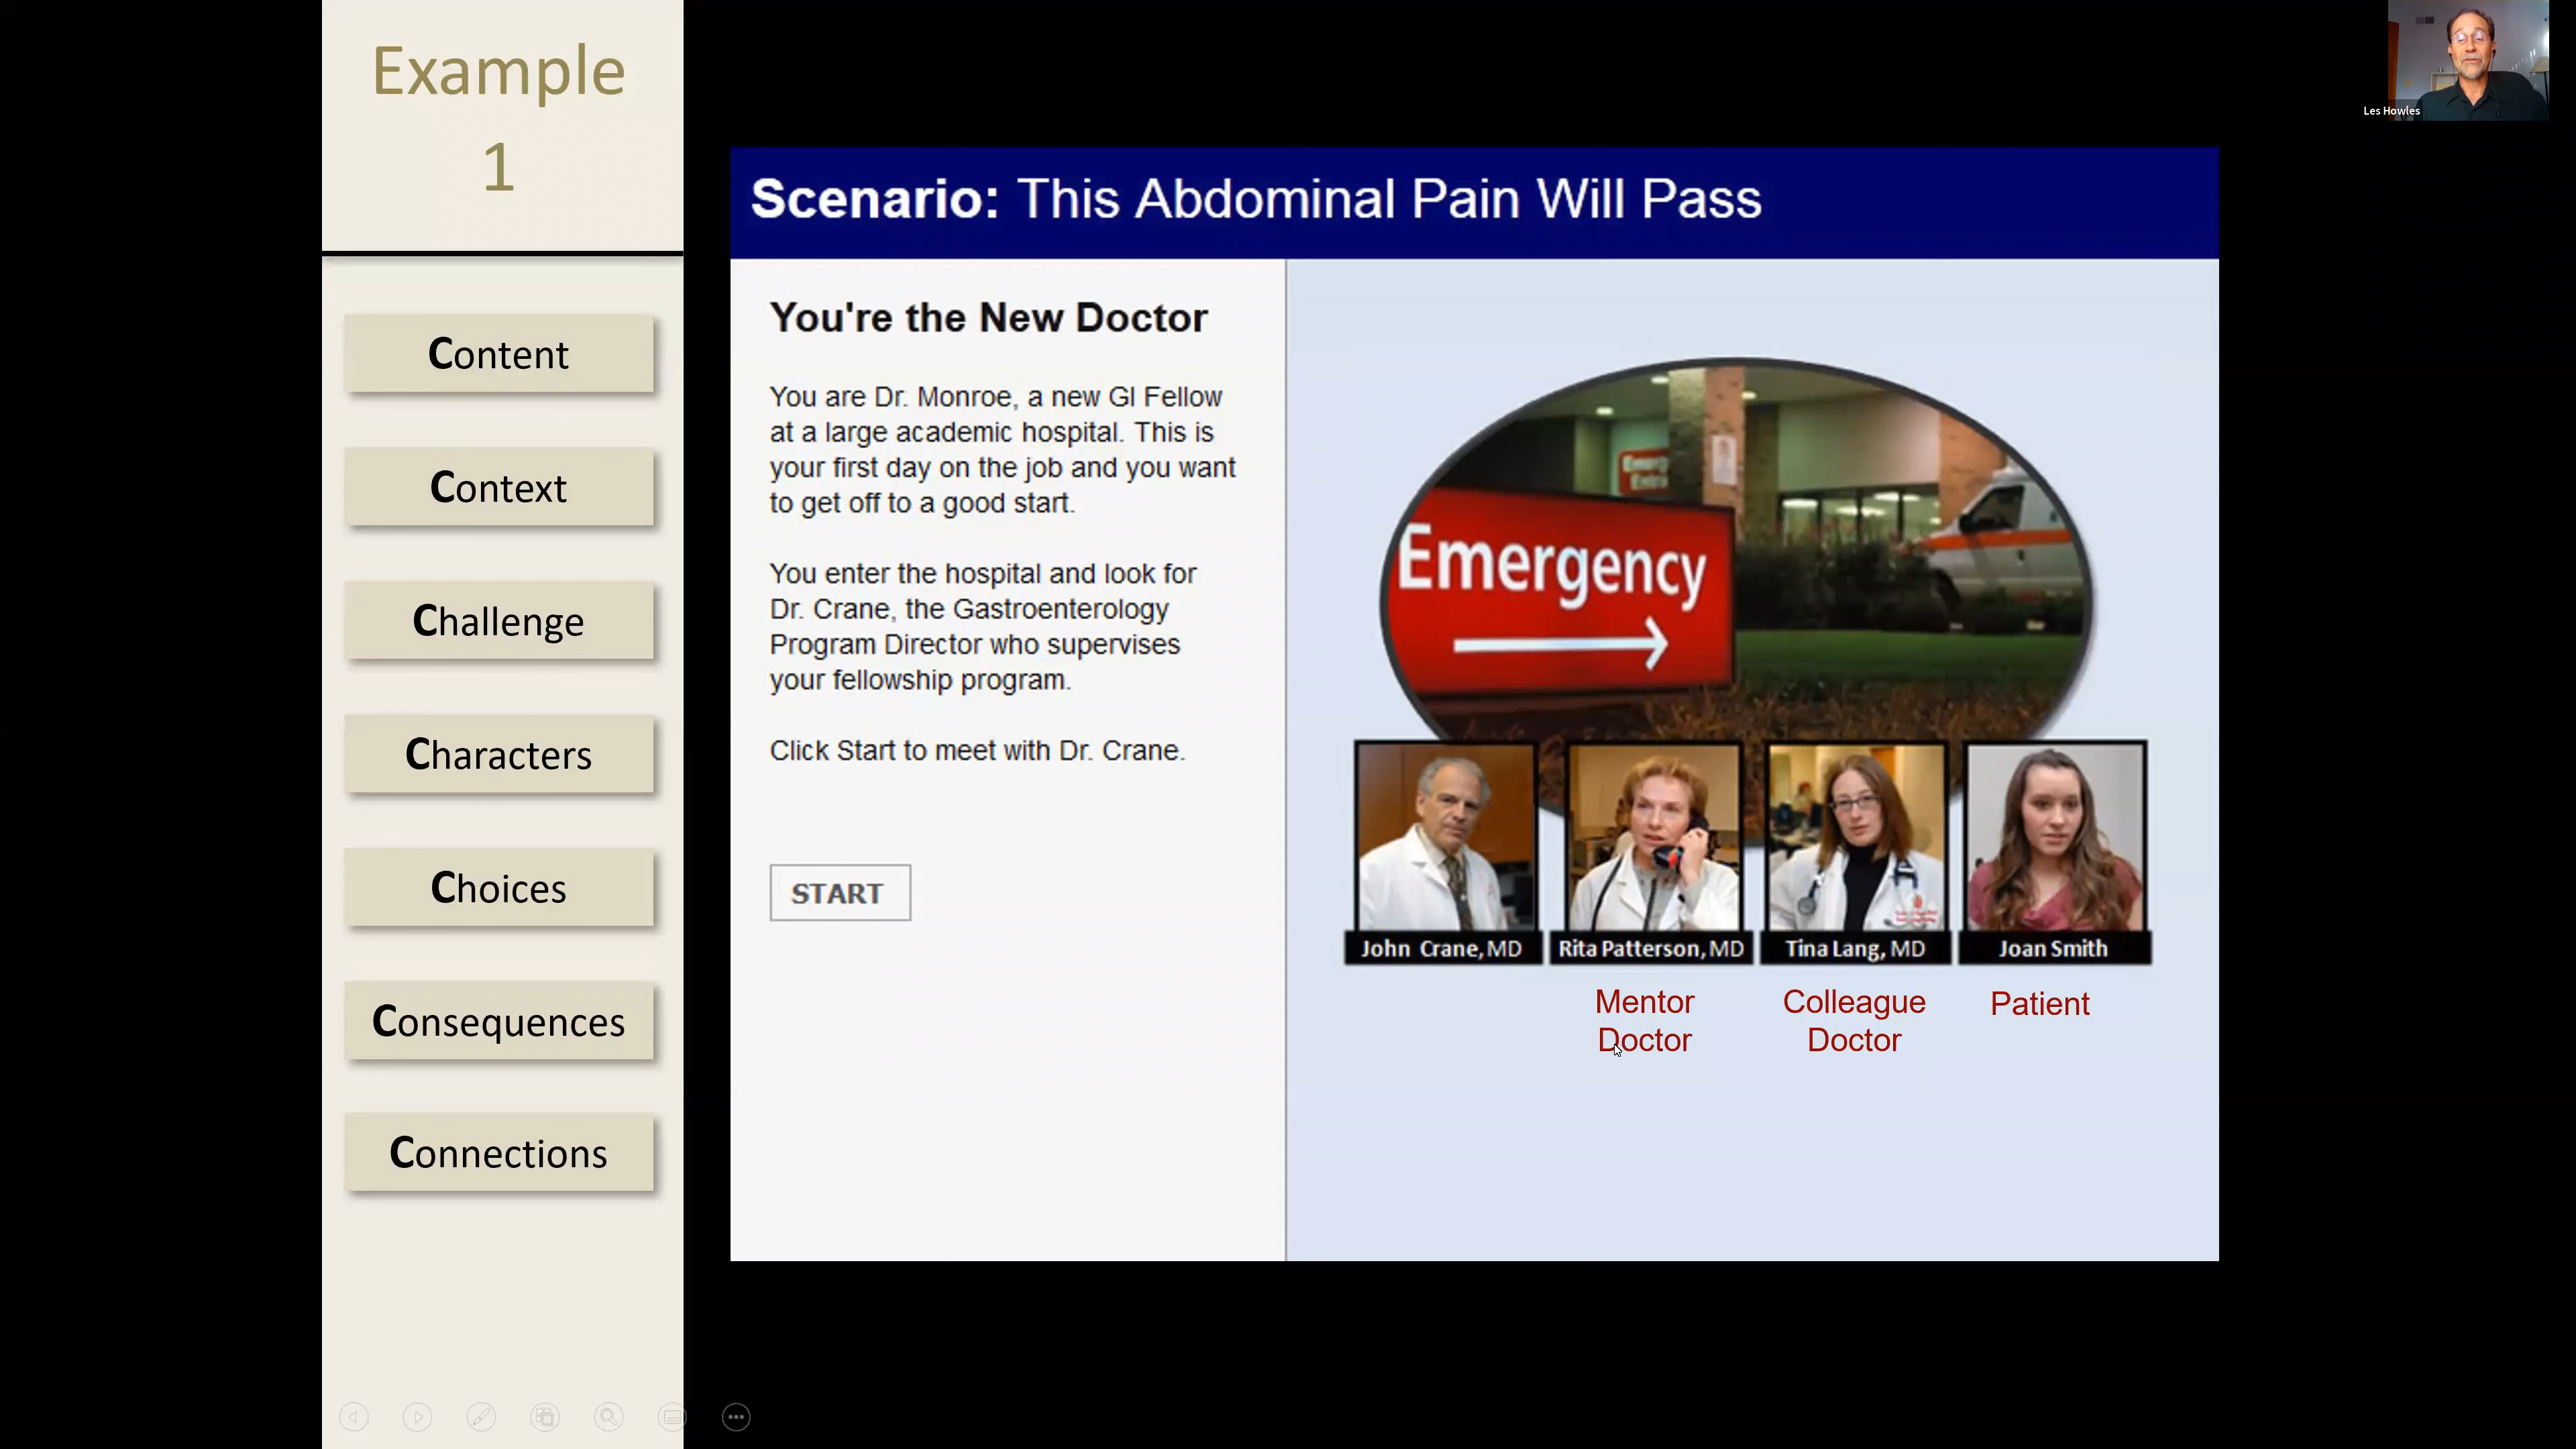 Example
1
Content
Context
Challenge
Characters
Choices
Consequences
Connections
Scenario: This Abdominal Pain Will Pass
You're the New Doctor
You are Dr. Monroe, a new GI Fellow
at a large academic hospital. This is
your first day on the job and you want
to get off to a good start.
You enter the hospital and look for
Dr. Crane, the Gastroenterology
Program Director who supervises
your fellowship program.
Click Start to meet with Dr. Crane.
START
Emergency
John Crane, MD
Rita Patterson, MD
Tina Lang, MD
Joan Smith
Mentor
Doctor
Colleague
Doctor
Patient
Les Howles